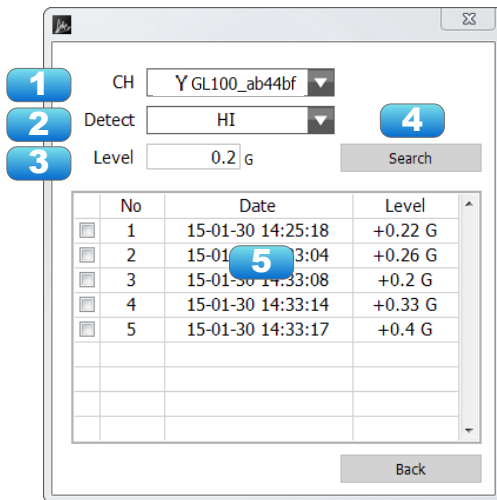 1 CH Y GL100_ab44bf
2 Detect HI 4
3 Level 0.2 G Search
No Date Level
1 15-01-30 14:25:18 +0.22 G
2 15-01 3:04 +0.26 G
5
3 15-01-30 14:33:08 +0.2 G
4 15-01-30 14:33:14 +0.33 G
5 15-01-30 14:33:17 +0.4 G
Back